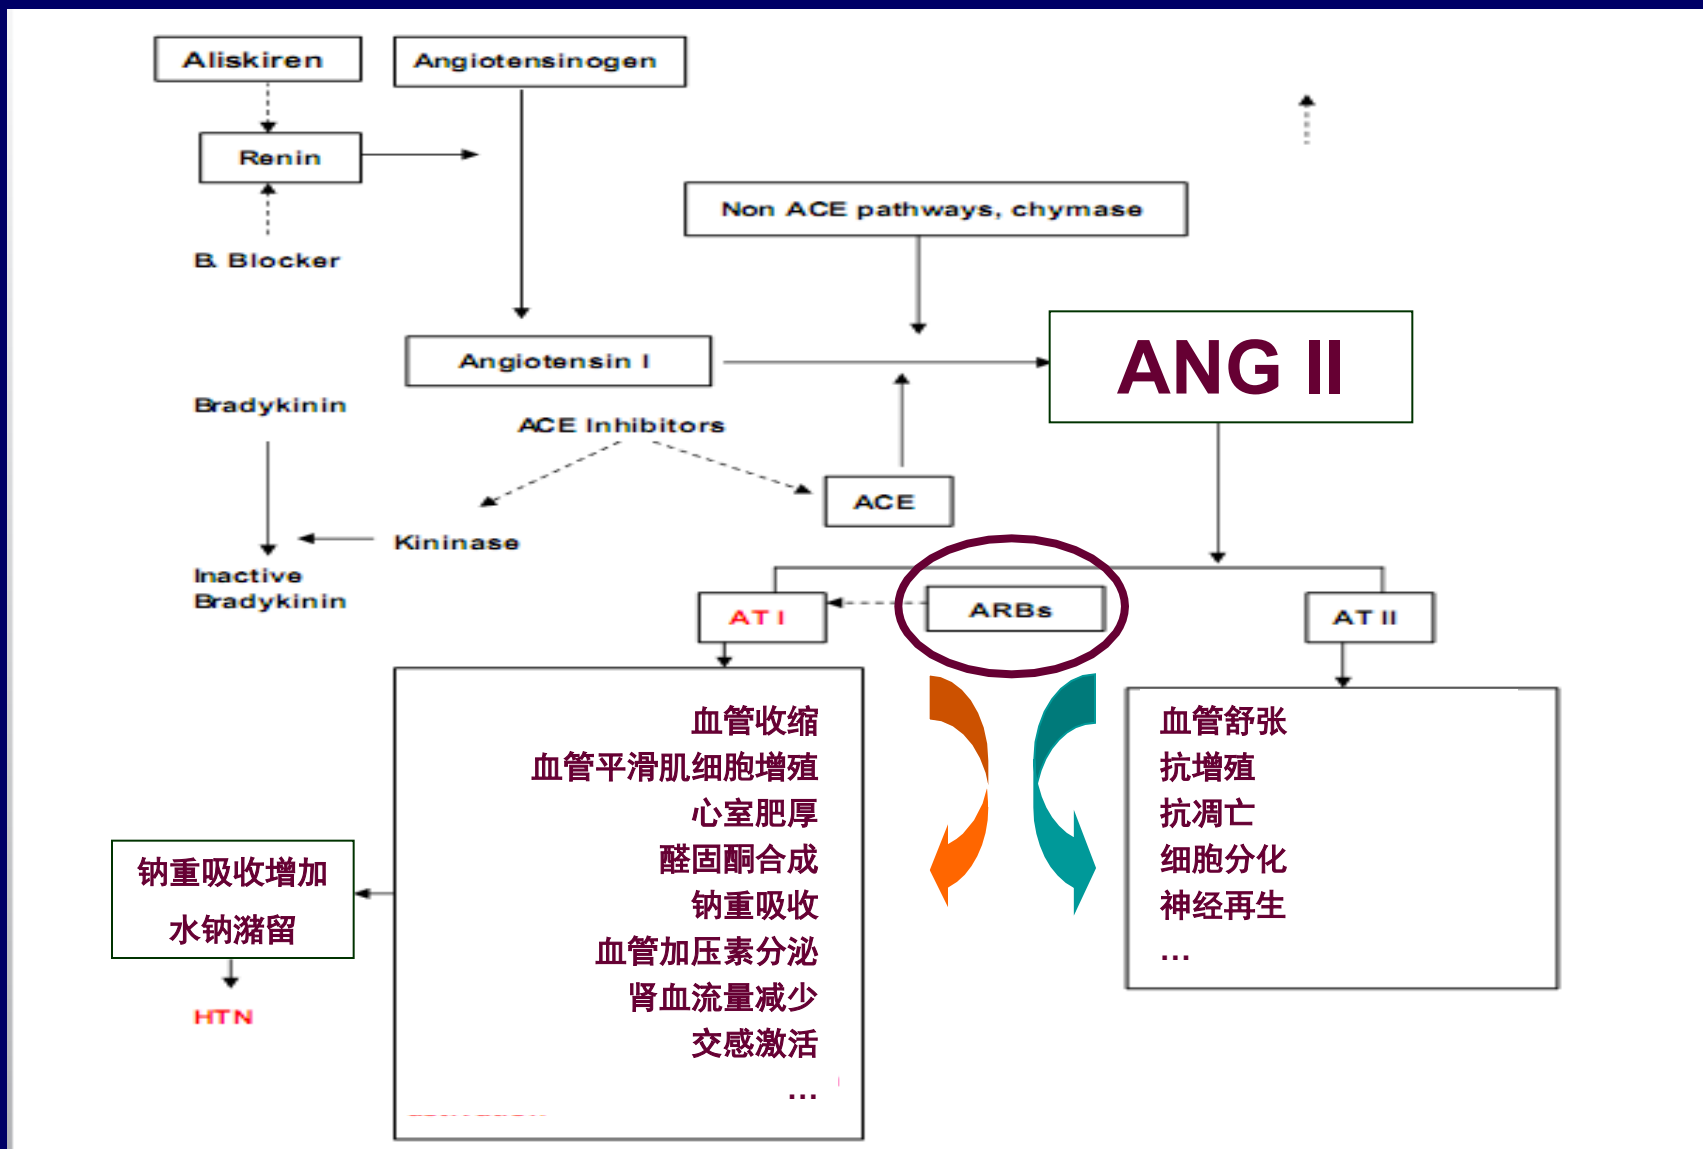 Aliskiren
Angiotensinogen
Renin
Non ACE pathways, chymase
B. Blocker
ANG II
Angiotensin I
Bradykinin
ACE Inhibitors
ACE
Kininase
Inactive
Bradykinin
AT I
ARBs
AT II
血管收缩
血管平滑肌细胞增殖
心室肥厚
醛固酮合成
钠重吸收
血管加压素分泌
肾血流量减少
交感激活
...
血管舒张
抗增殖
抗凋亡
细胞分化
神经再生
...
钠重吸收增加
水钠潴留
HTN